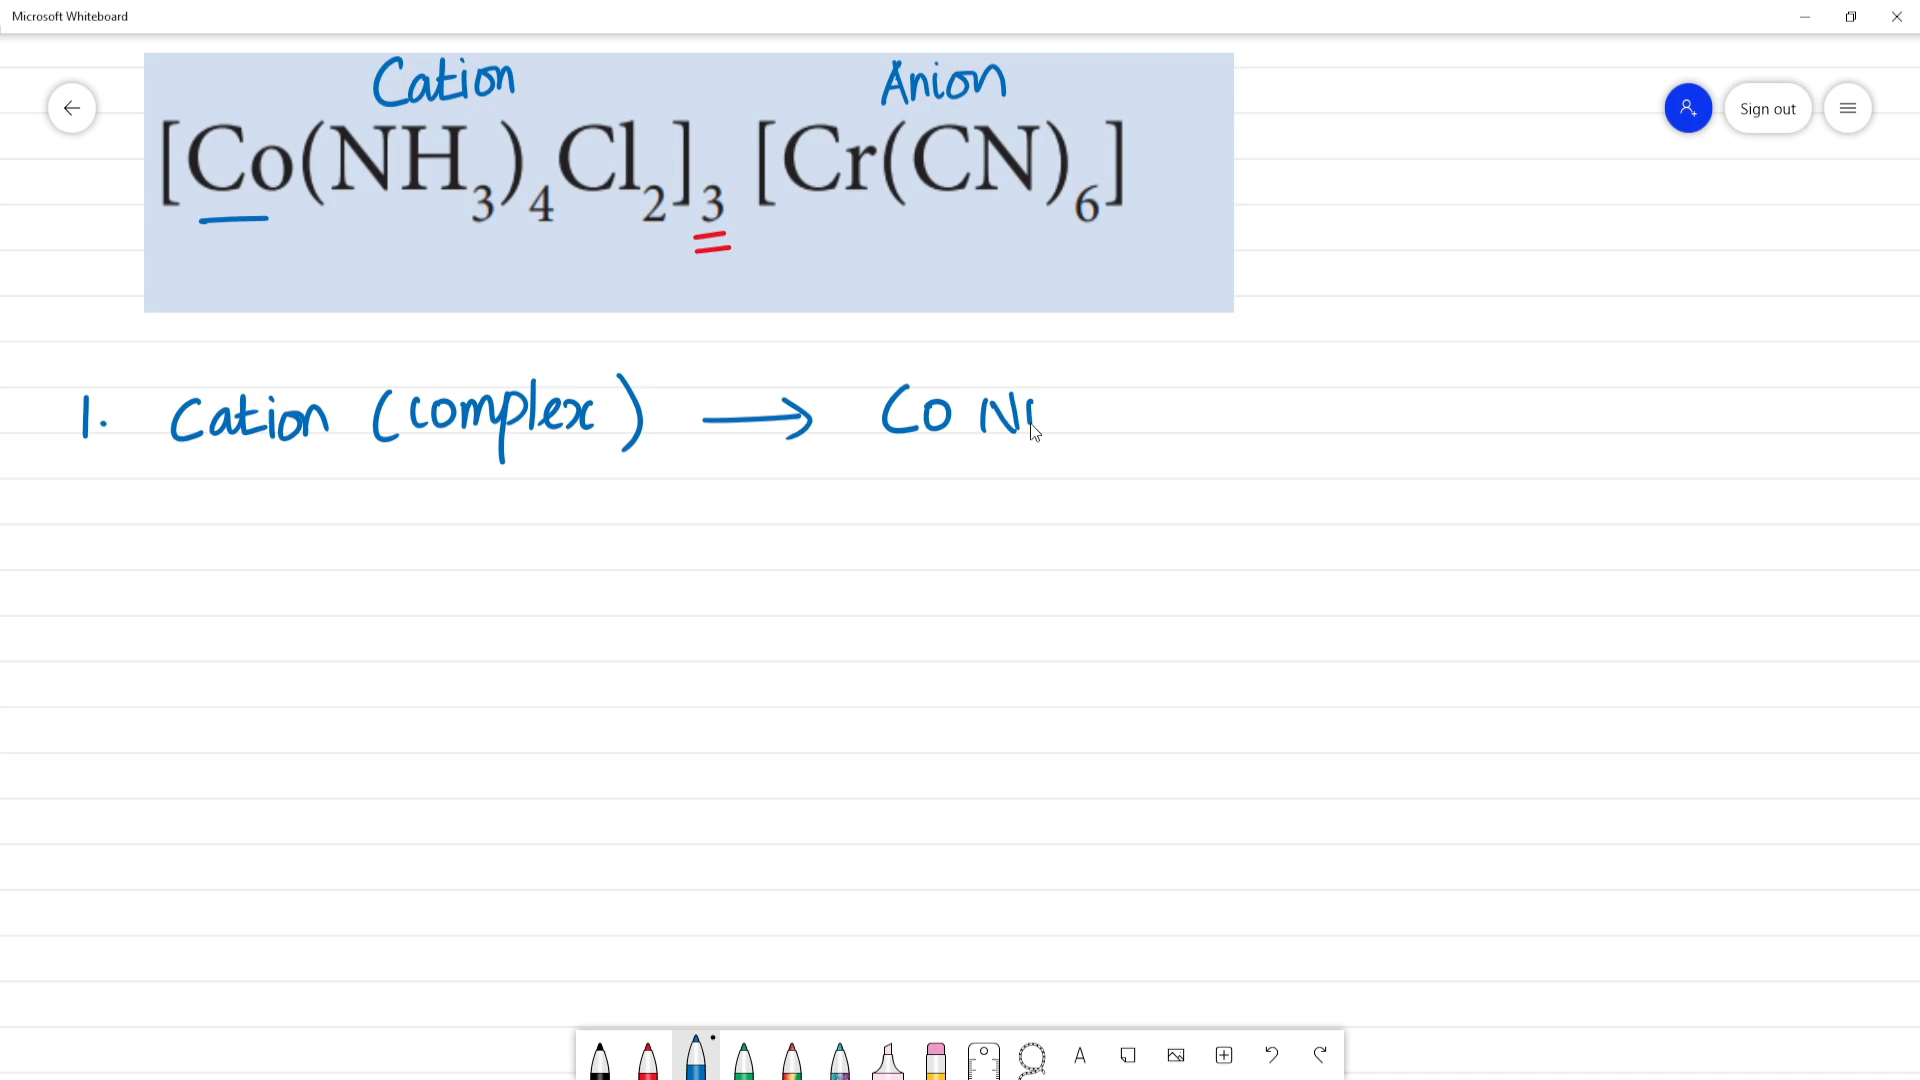 Microsoft Whiteboard
Cation Anion
[Co(NH₃)₄Cl₂]₃ [Cr(CN)₆]
Sign out
1. Cation (complex) → Co N
A